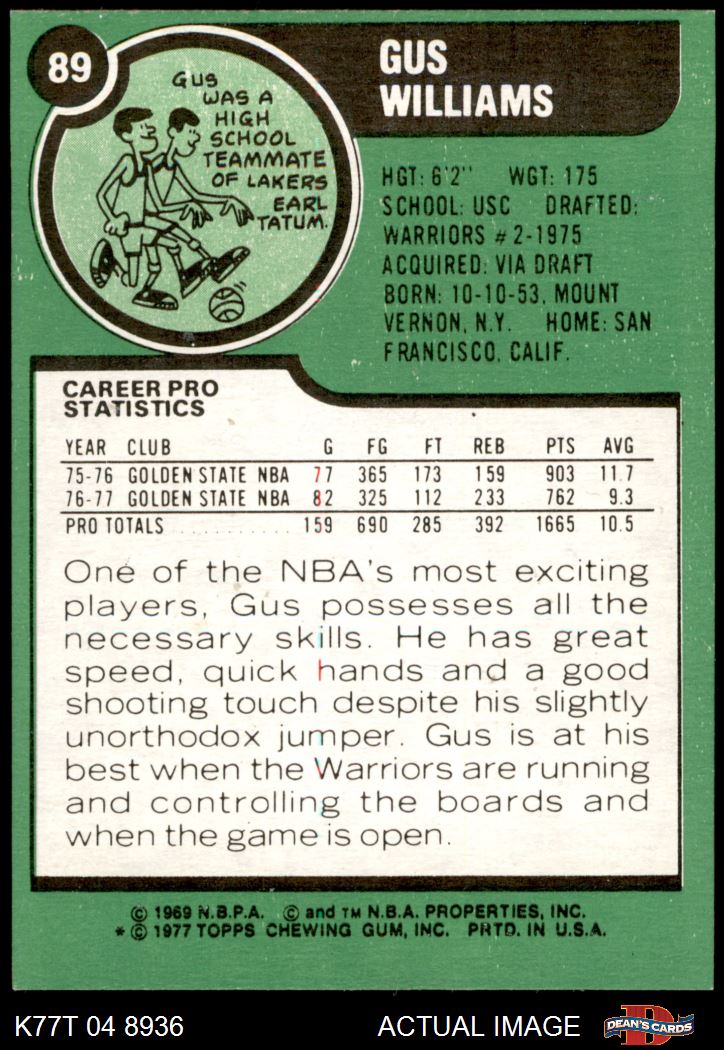 89
GUS
WILLIAMS
GUS
WAS A
HIGH
SCHOOL
TEAMMATE
OF LAKERS
EARL
TATUM.
HGT: 6'2" WGT: 175
SCHOOL: USC DRAFTED:
WARRIORS #2-1975
ACQUIRED: VIA DRAFT
BORN: 10-10-53, MOUNT
VERNON, N.Y. HOME: SAN
FRANCISCO, CALIF.
CAREER PRO
STATISTICS
YEAR CLUB G FG FT REB PTS AVG
75-76 GOLDEN STATE NBA 77 365 173 159 903 11.7
76-77 GOLDEN STATE NBA 82 325 112 233 762 9.3
PRO TOTALS .......... 159 690 285 392 1665 10.5
One of the NBA's most exciting
players, Gus possesses all the
necessary skills. He has great
speed, quick hands and a good
shooting touch despite his slightly
unorthodox jumper. Gus is at his
best when the Warriors are running
and controlling the boards and
when the game is open.
© 1969 N.B.P.A. © and TM N.B.A. PROPERTIES, INC.
* © 1977 TOPPS CHEWING GUM, INC. PRTD. IN U.S.A.
K77T 04 8936 ACTUAL IMAGE D DEAN'S CARDS